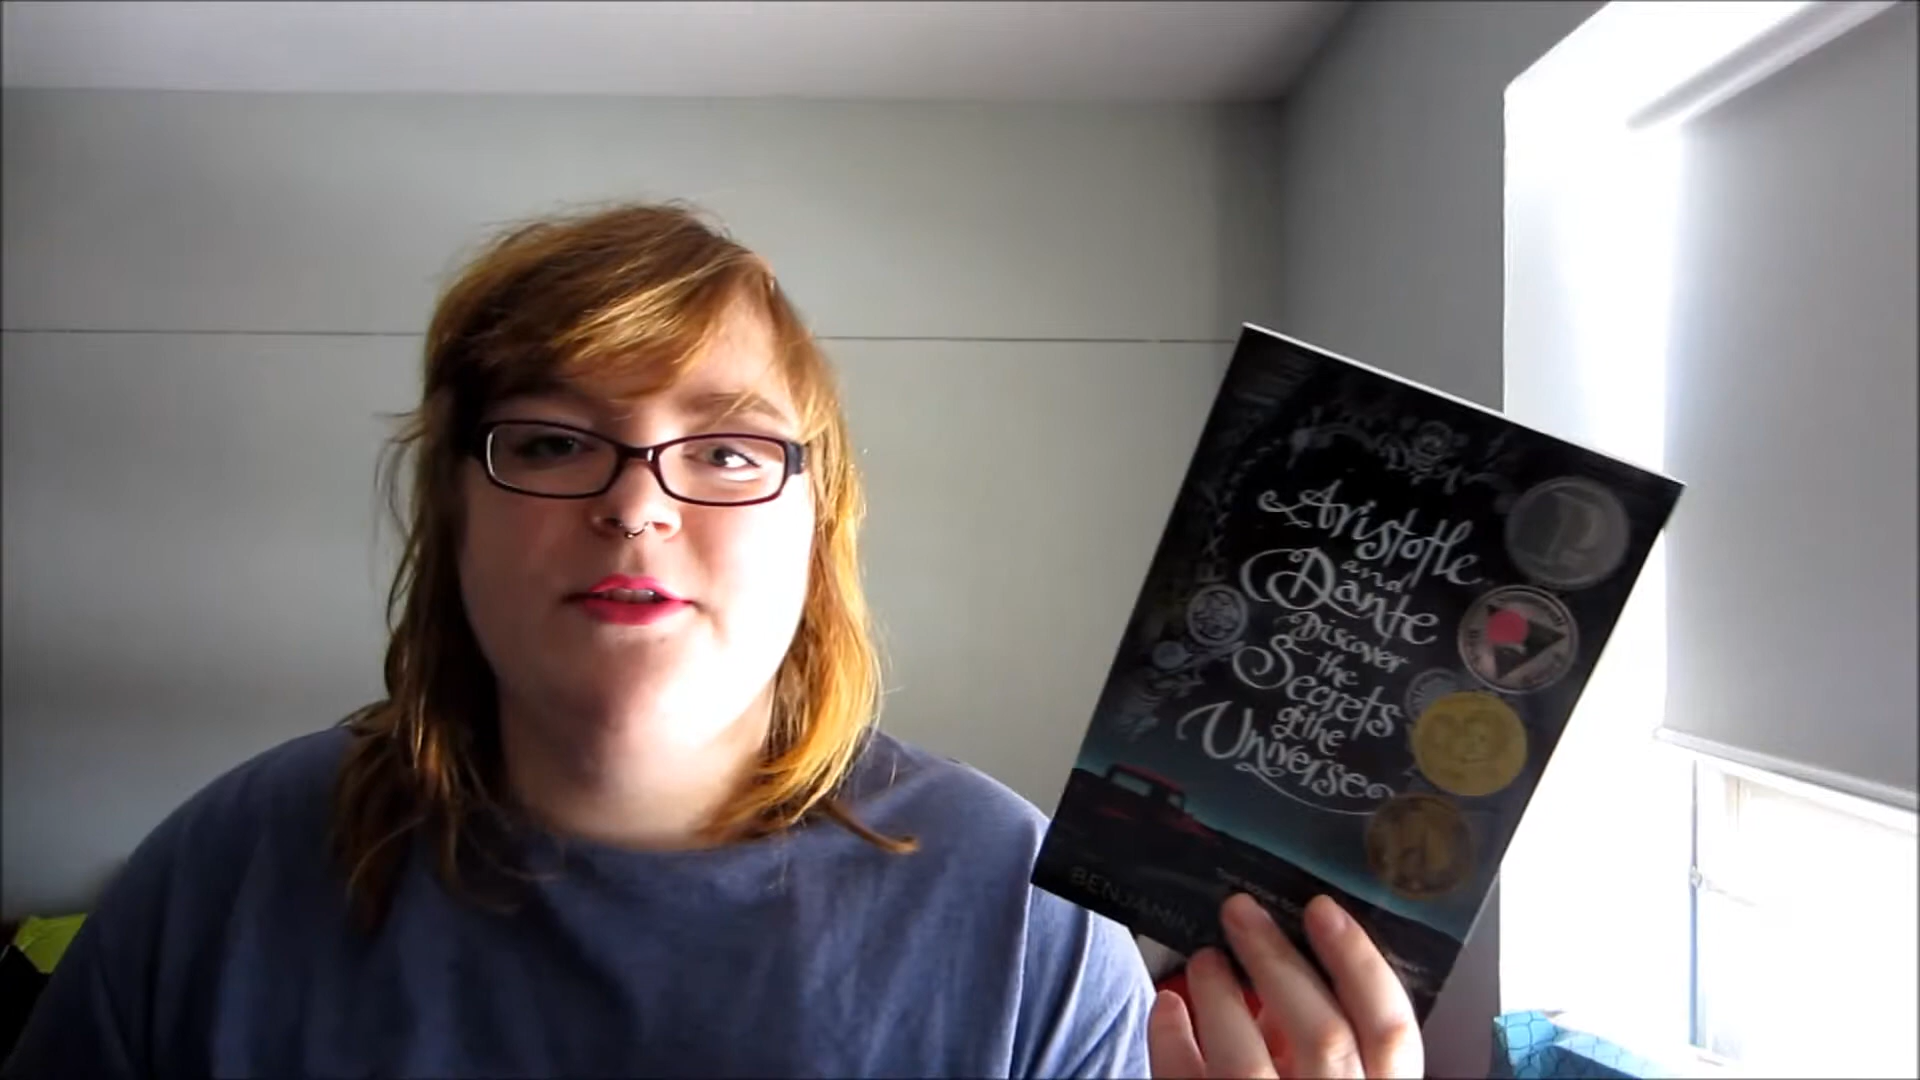 Aristotle
and
Dante
Discover
the
Secrets
of the
Universe
BENJAMIN